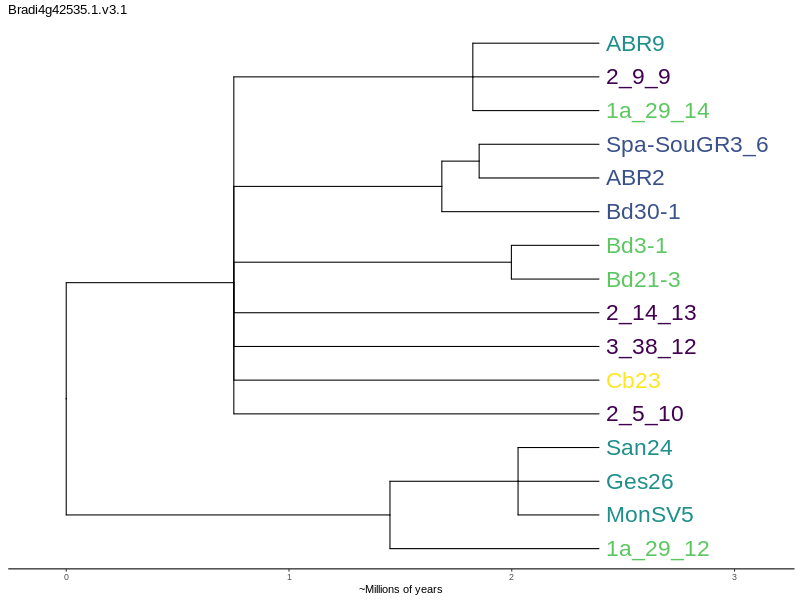 Bradi4g42535.1.v3.1
ABR9
2_9_9
1a_29_14
Spa-SouGR3_6
ABR2
Bd30-1
Bd3-1
Bd21-3
2_14_13
3_38_12
Cb23
2_5_10
San24
Ges26
MonSV5
1a_29_12
0 1 2 3
~Millions of years